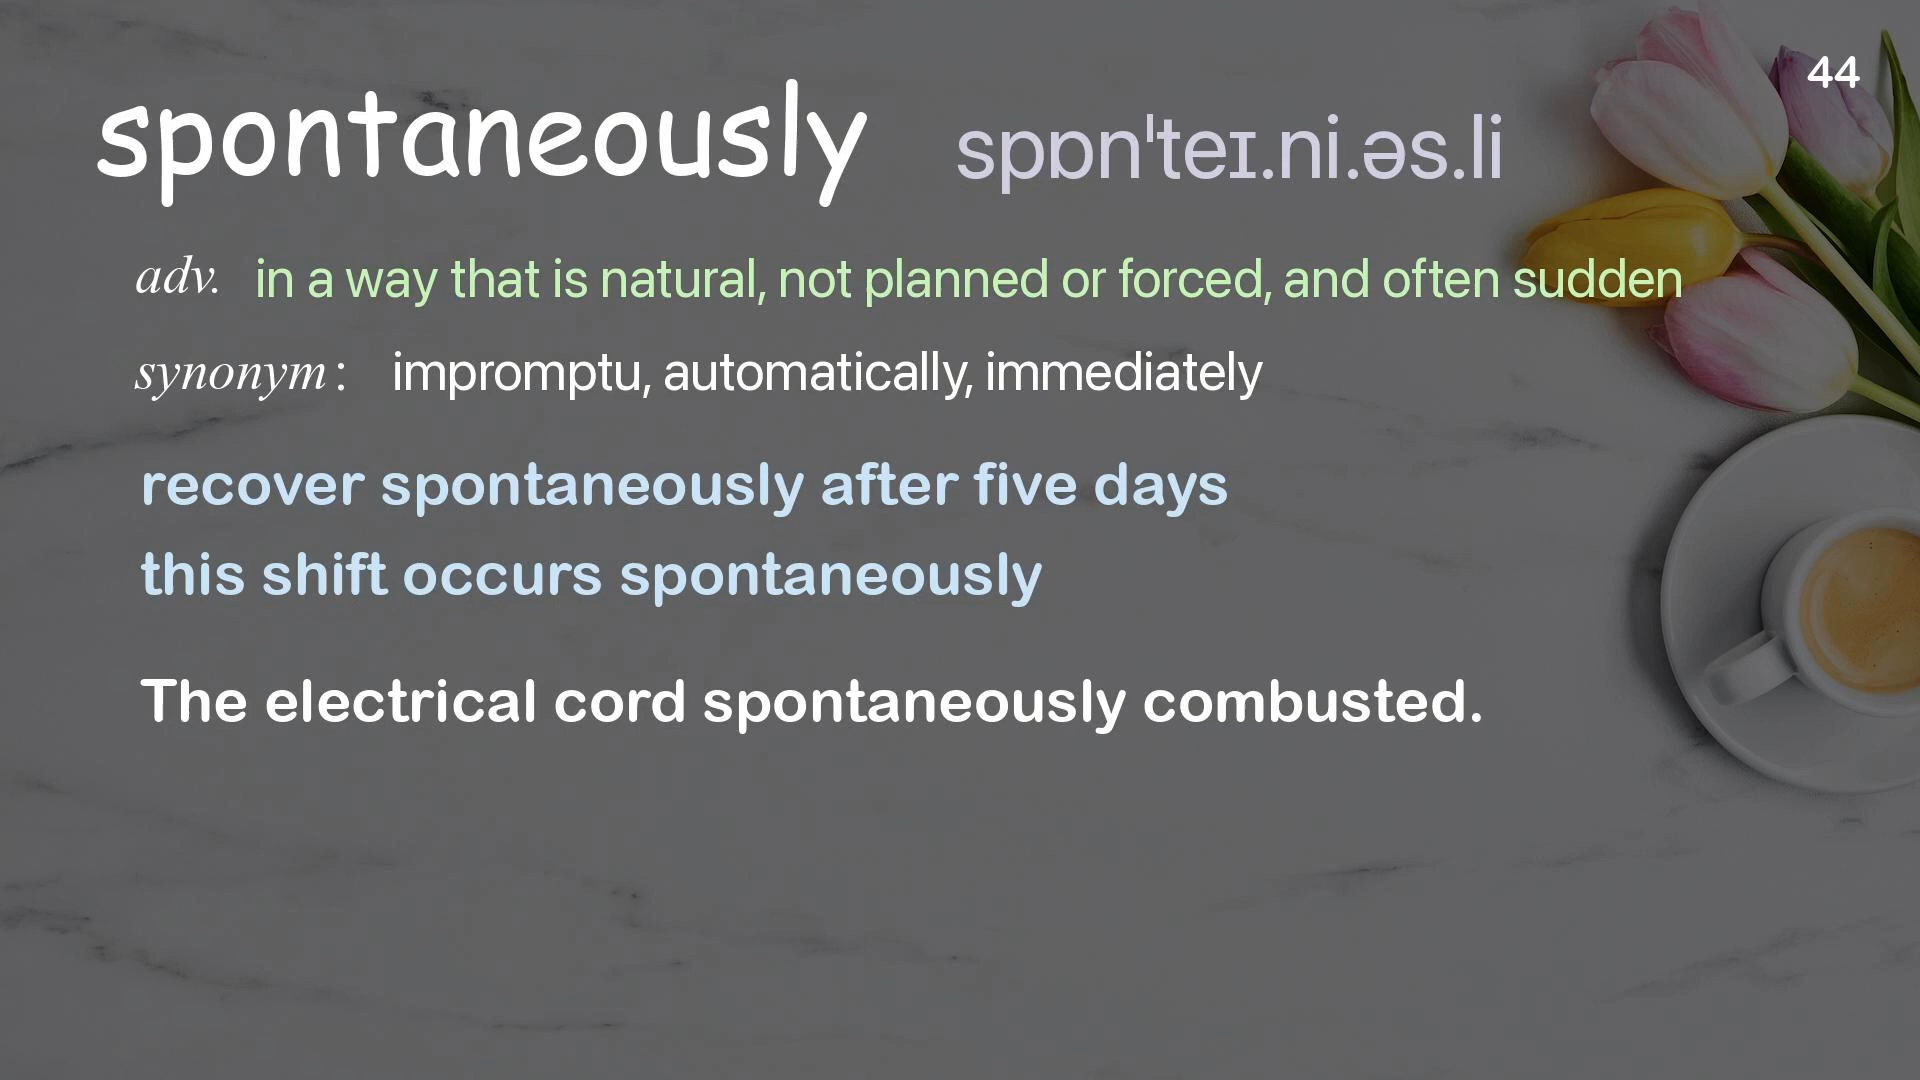 44
spontaneously spɒnˈteɪ.ni.əs.li
adv. in a way that is natural, not planned or forced, and often sudden
synonym : impromptu, automatically, immediately
recover spontaneously after five days
this shift occurs spontaneously
The electrical cord spontaneously combusted.